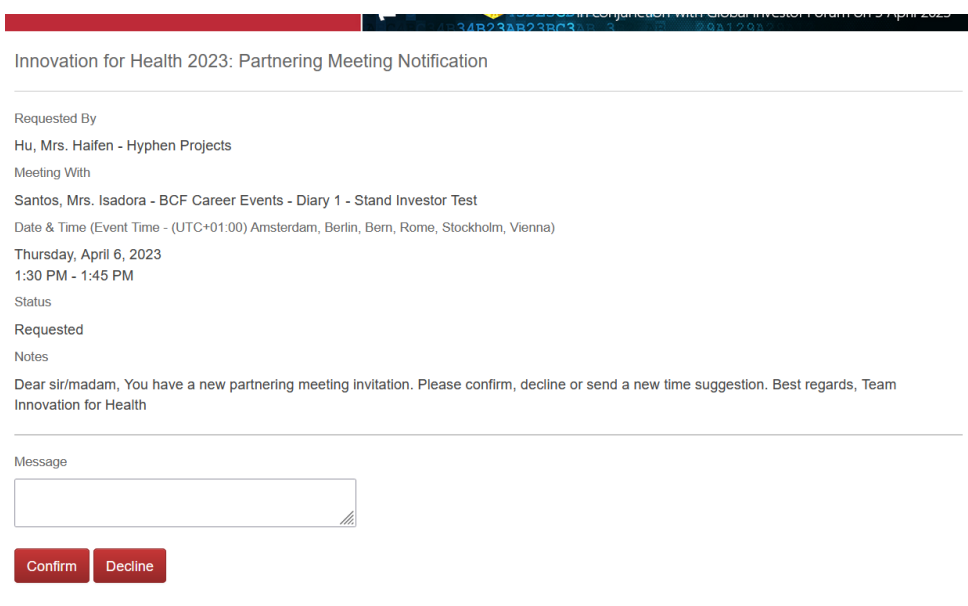 in conjunction with Global Investor Forum on 5 April 2023
34B23AB23BC3
Innovation for Health 2023: Partnering Meeting Notification
Requested By
Hu, Mrs. Haifen - Hyphen Projects
Meeting With
Santos, Mrs. Isadora - BCF Career Events - Diary 1 - Stand Investor Test
Date & Time (Event Time - (UTC+01:00) Amsterdam, Berlin, Bern, Rome, Stockholm, Vienna)
Thursday, April 6, 2023
1:30 PM - 1:45 PM
Status
Requested
Notes
Dear sir/madam, You have a new partnering meeting invitation. Please confirm, decline or send a new time suggestion. Best regards, Team
Innovation for Health
Message
Confirm Decline